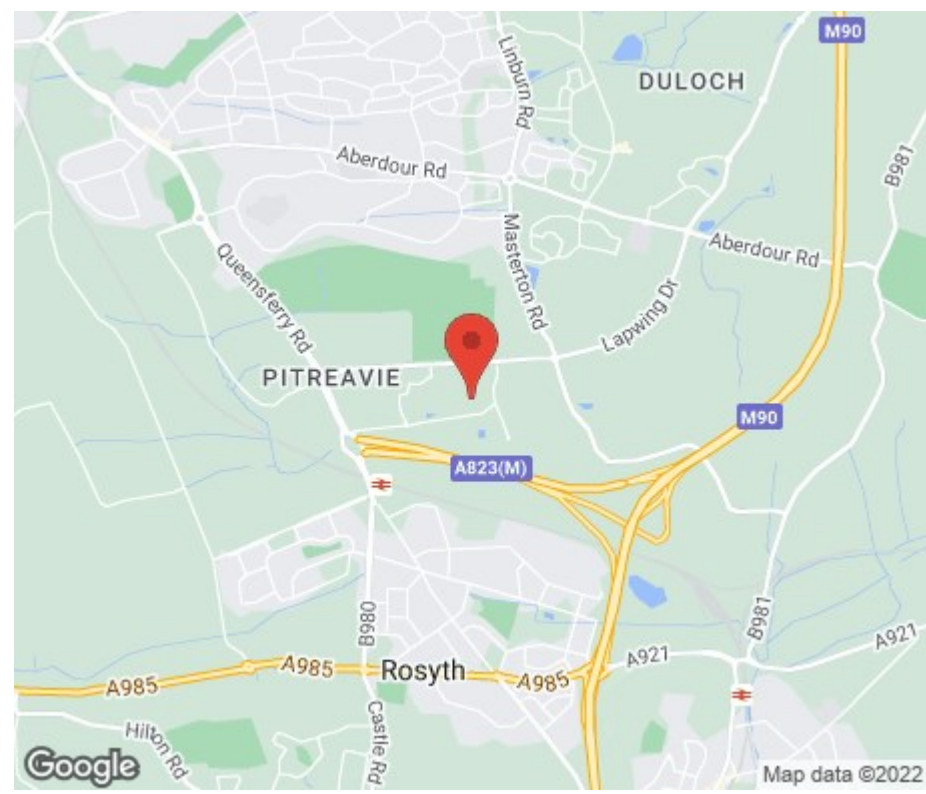 M90
DULOCH
Linburn Rd
Aberdour Rd
B981
Masterton Rd
Aberdour Rd
Queensferry Rd
Lapwing Dr
PITREAVIE
M90
A823(M)
B980
B981
A921
A921
Rosyth
A985
A985
A985
Hilton Rd
Castle Rd
Google
Map data ©2022